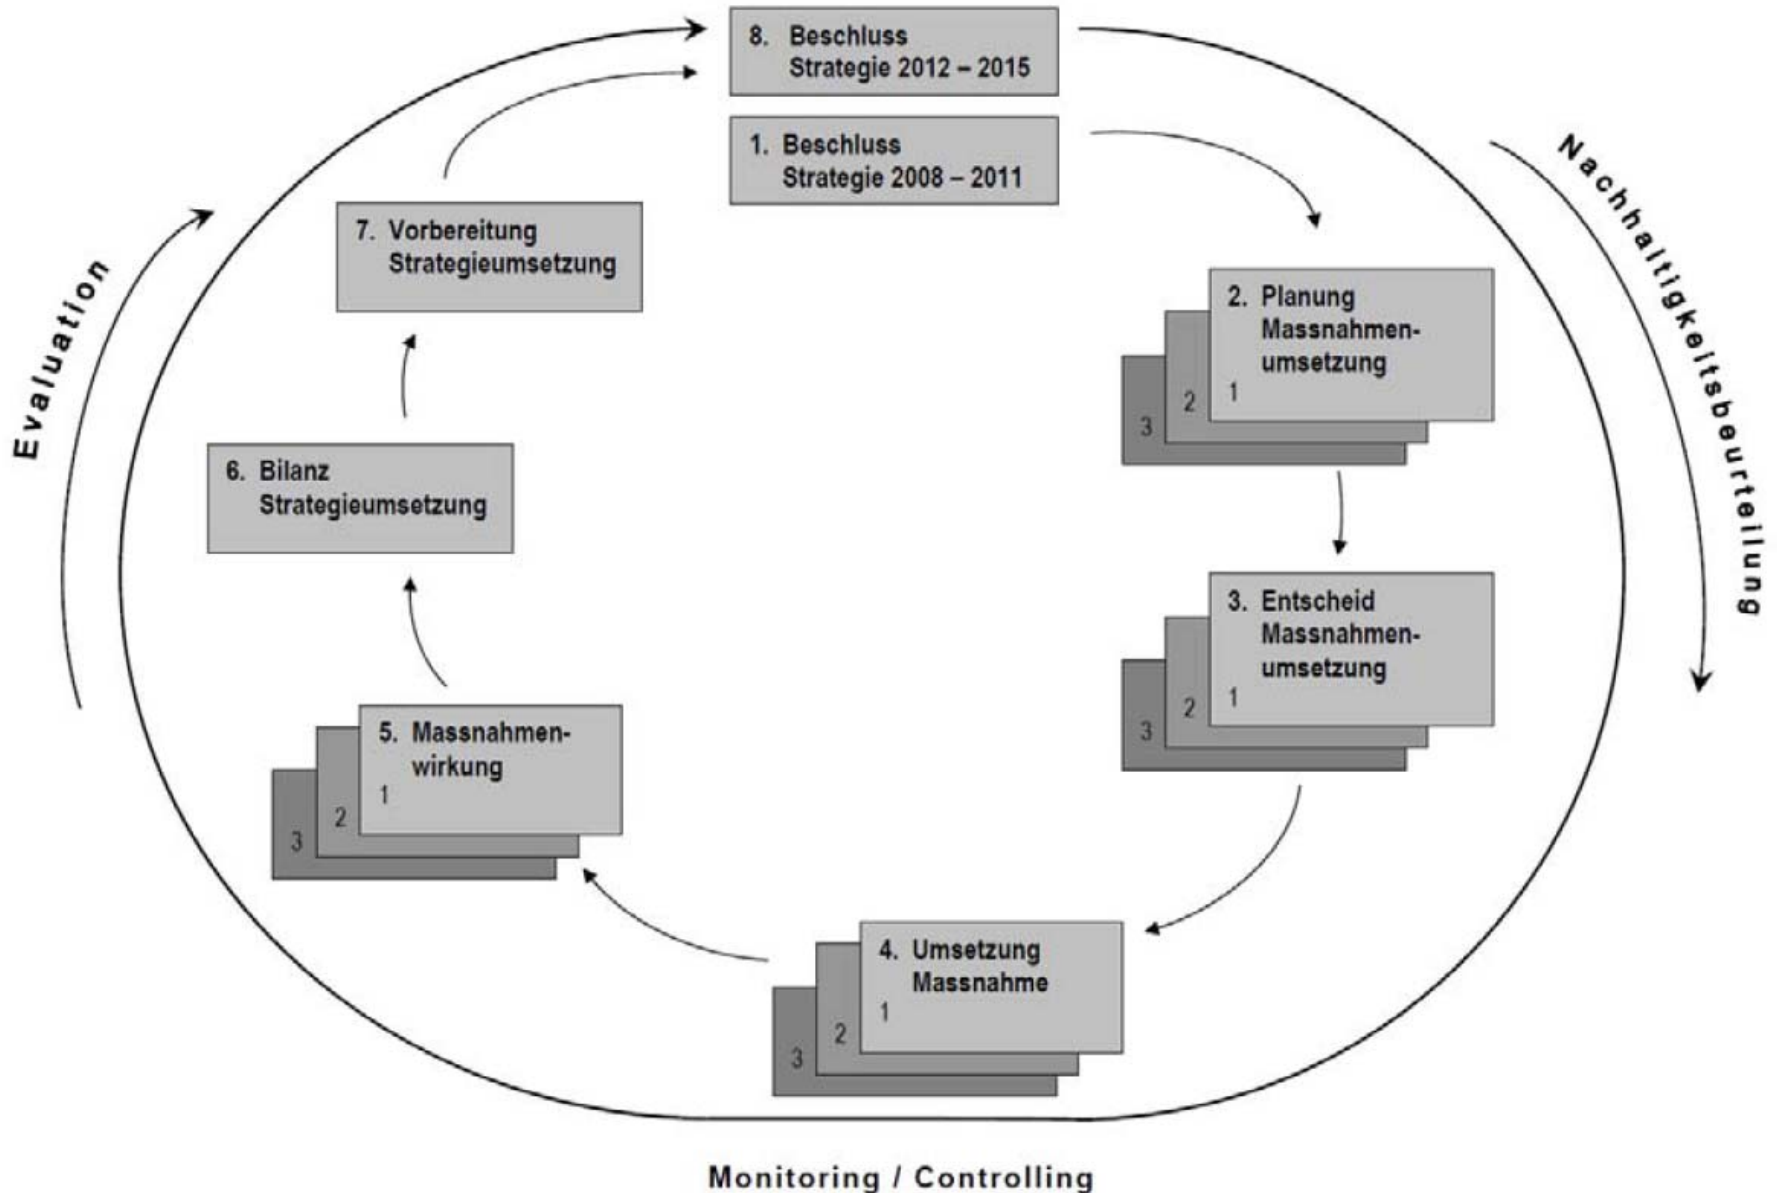 8. Beschluss
Strategie 2012 – 2015
1. Beschluss
Strategie 2008 – 2011
2. Planung
Massnahmen-
umsetzung
1
2
3
3. Entscheid
Massnahmen-
umsetzung
1
2
3
4. Umsetzung
Massnahme
1
2
3
5. Massnahmen-
wirkung
1
2
3
6. Bilanz
Strategieumsetzung
7. Vorbereitung
Strategieumsetzung
Evaluation
Nachhaltigkeitsbeurteilung
Monitoring / Controlling